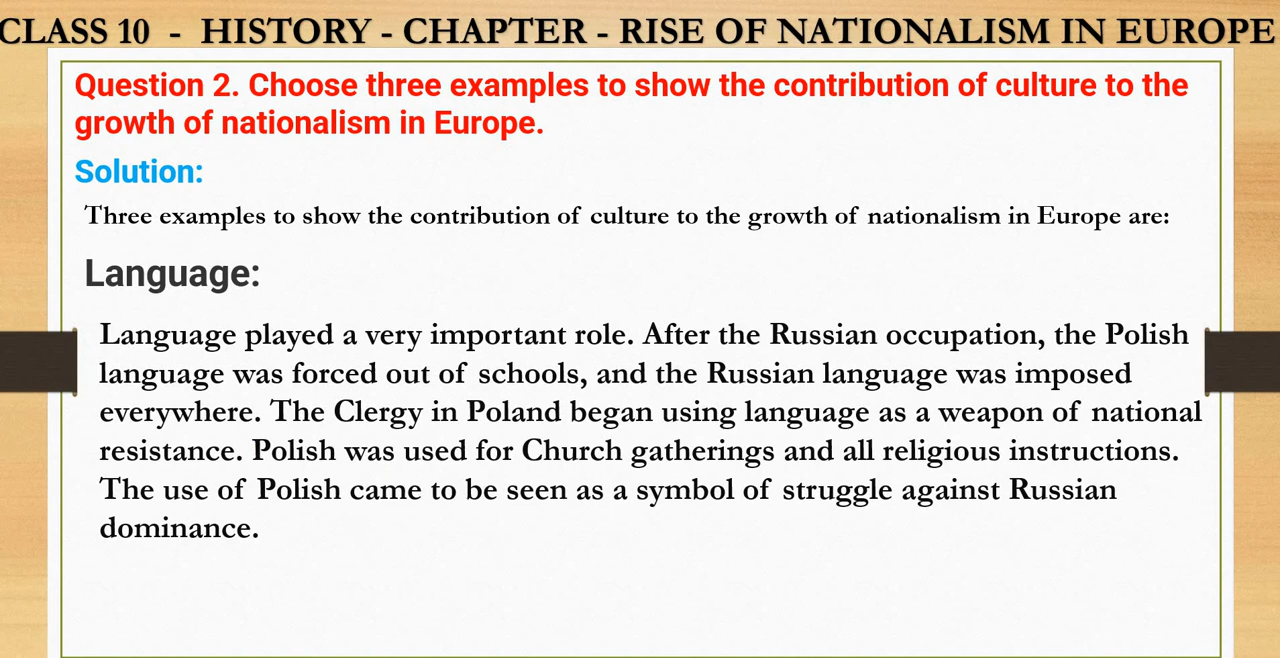 CLASS 10 - HISTORY - CHAPTER - RISE OF NATIONALISM IN EUROPE
Question 2. Choose three examples to show the contribution of culture to the
growth of nationalism in Europe.
Solution:
Three examples to show the contribution of culture to the growth of nationalism in Europe are:
Language:
Language played a very important role. After the Russian occupation, the Polish
language was forced out of schools, and the Russian language was imposed
everywhere. The Clergy in Poland began using language as a weapon of national
resistance. Polish was used for Church gatherings and all religious instructions.
The use of Polish came to be seen as a symbol of struggle against Russian
dominance.